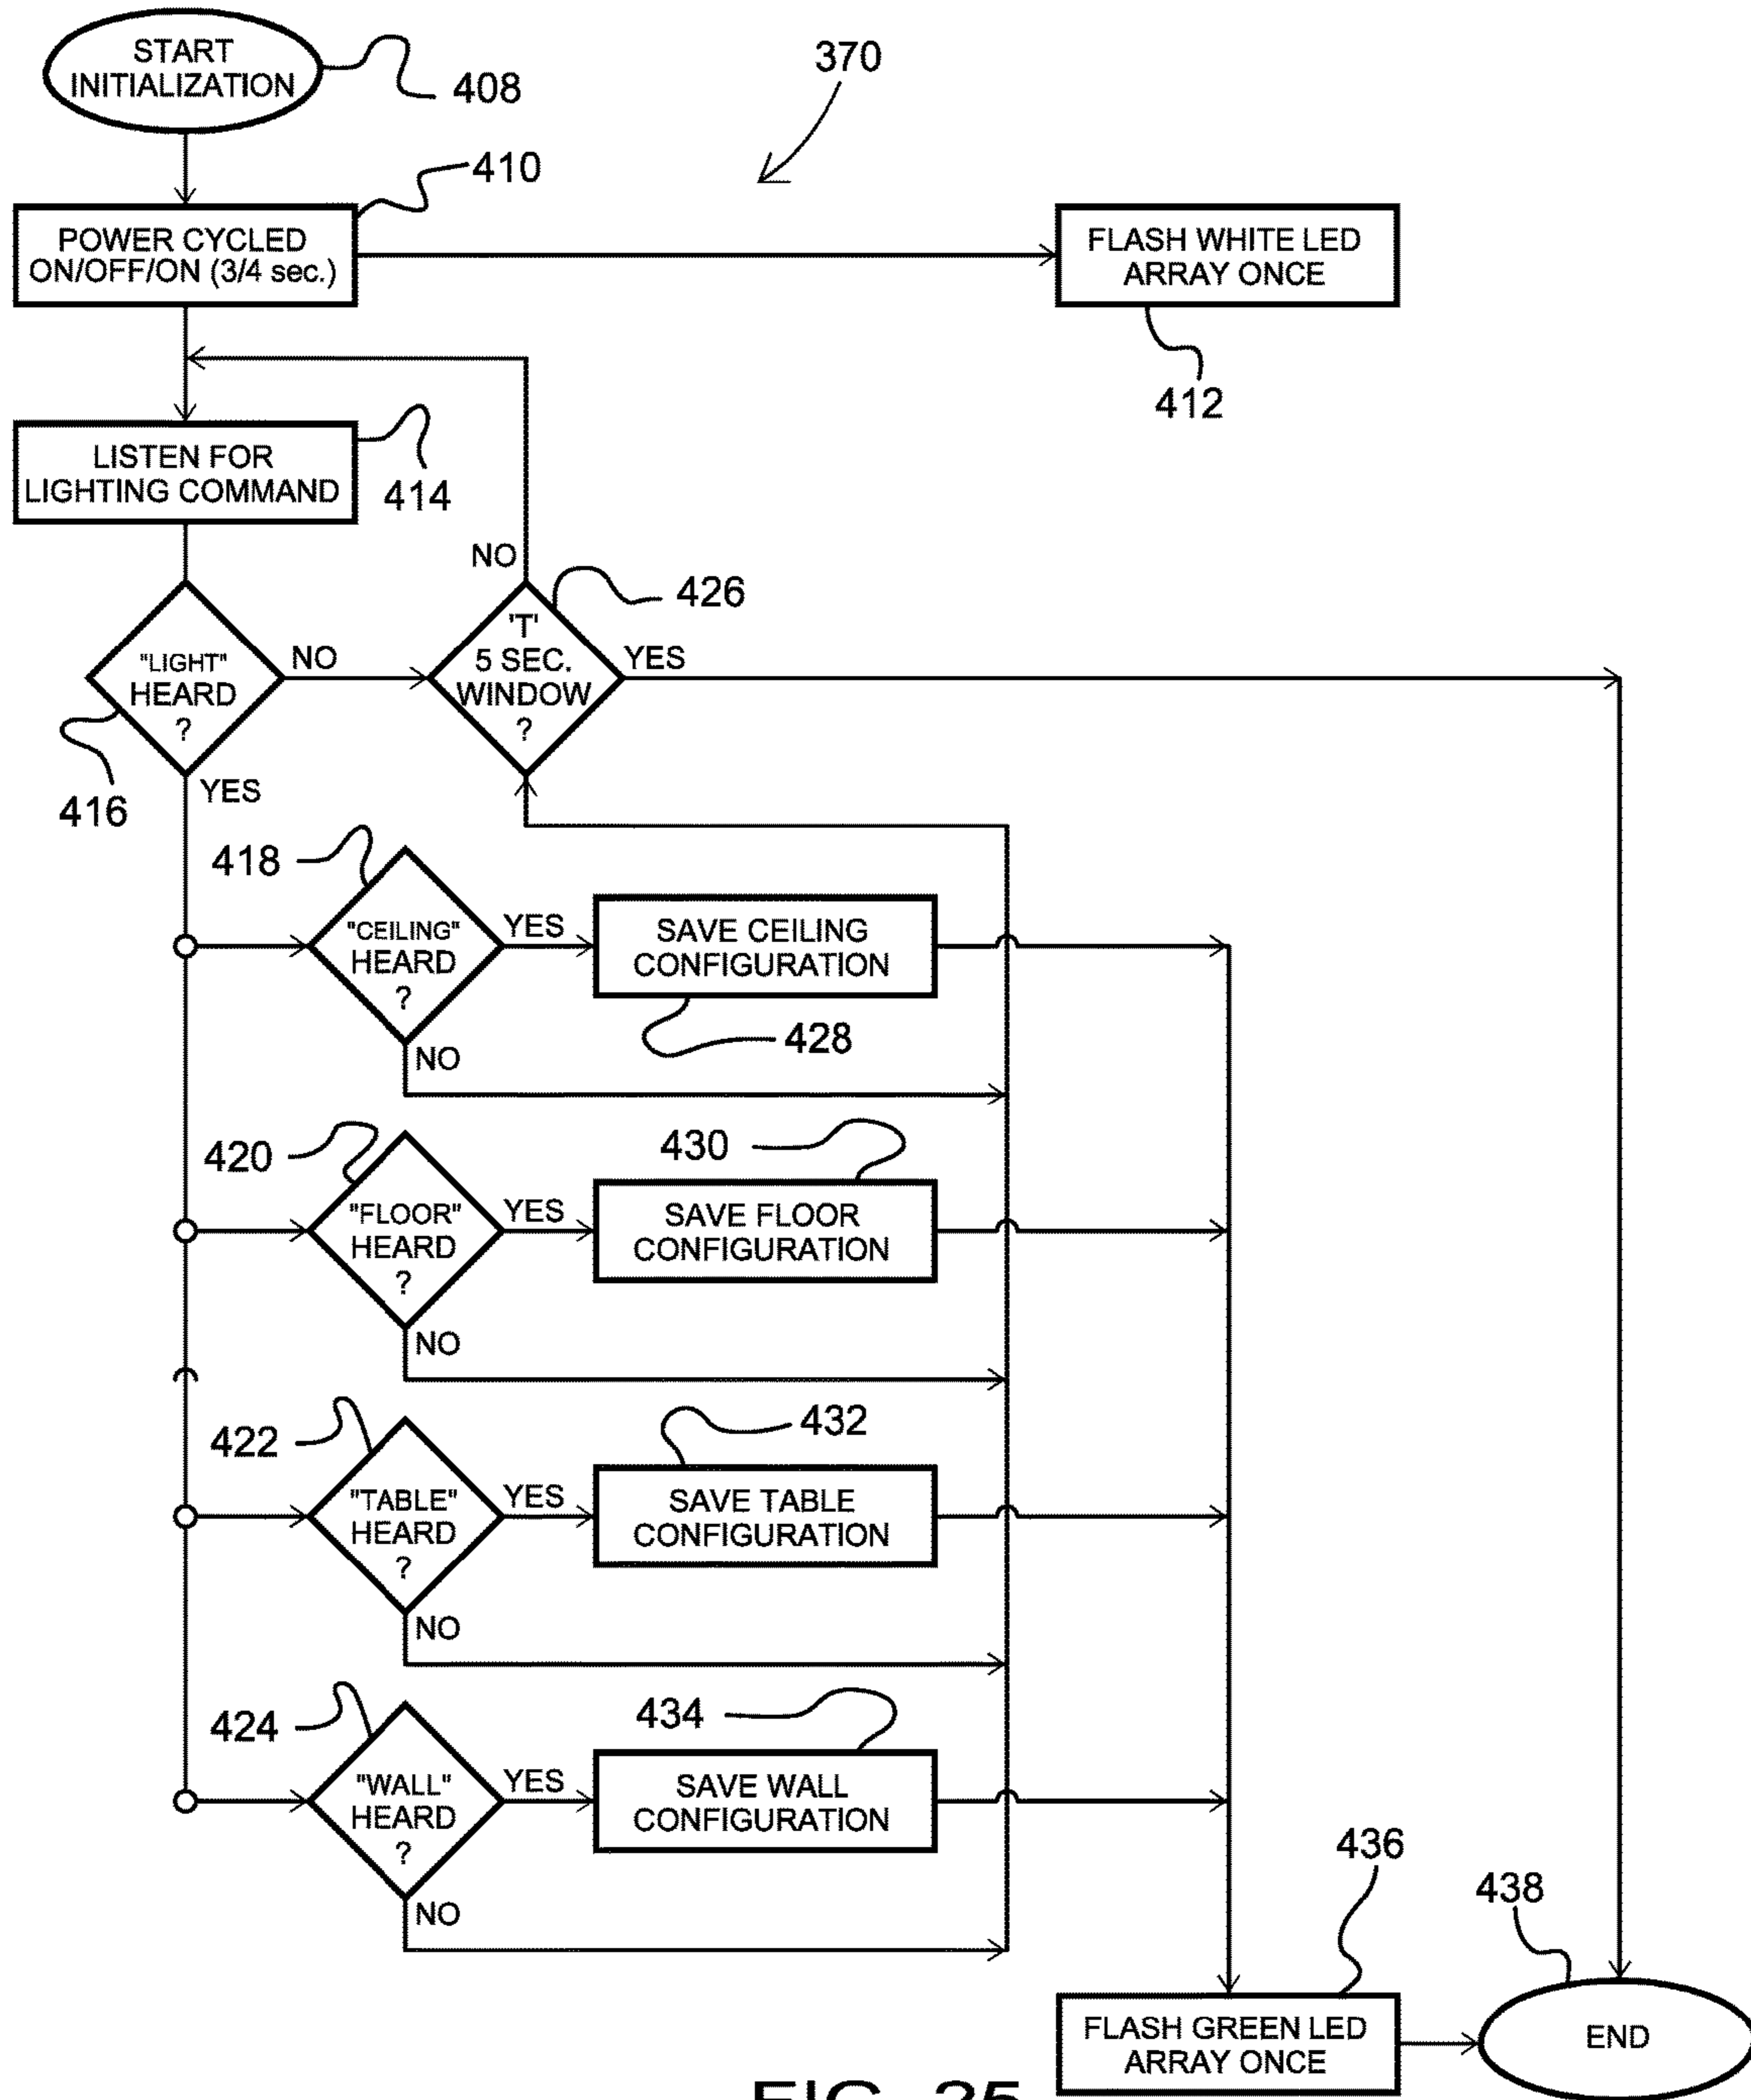 START
INITIALIZATION
408
370
410
POWER CYCLED
ON/OFF/ON (3/4 sec.)
FLASH WHITE LED
ARRAY ONCE
412
LISTEN FOR
LIGHTING COMMAND
414
NO
426
'T'
5 SEC.
WINDOW
?
YES
"LIGHT"
HEARD
?
NO
416
YES
418
"CEILING"
HEARD
?
YES
SAVE CEILING
CONFIGURATION
428
NO
420
430
"FLOOR"
HEARD
?
YES
SAVE FLOOR
CONFIGURATION
NO
422
432
"TABLE"
HEARD
?
YES
SAVE TABLE
CONFIGURATION
NO
424
434
"WALL"
HEARD
?
YES
SAVE WALL
CONFIGURATION
NO
436
438
FLASH GREEN LED
ARRAY ONCE
END
FIG. 25